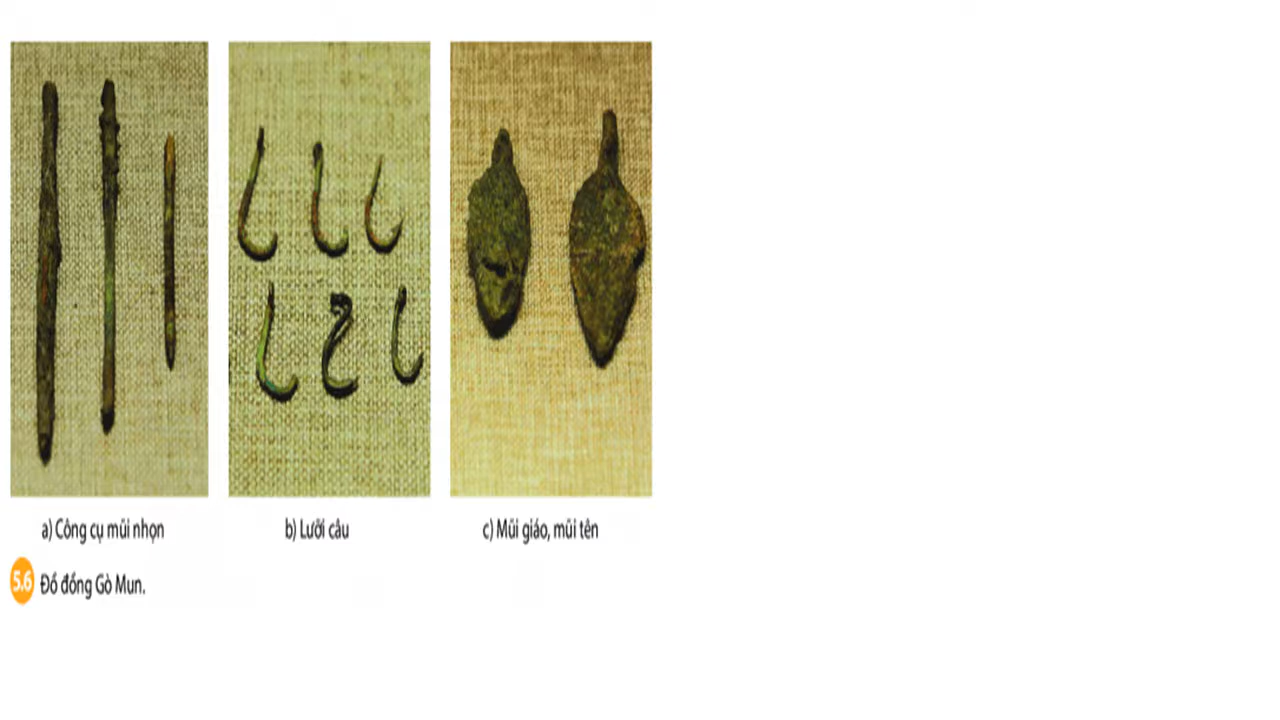 a) Công cụ mũi nhọn
b) Lưỡi câu
c) Mũi giáo, mũi tên
5.6 Đồ đồng Gò Mun.